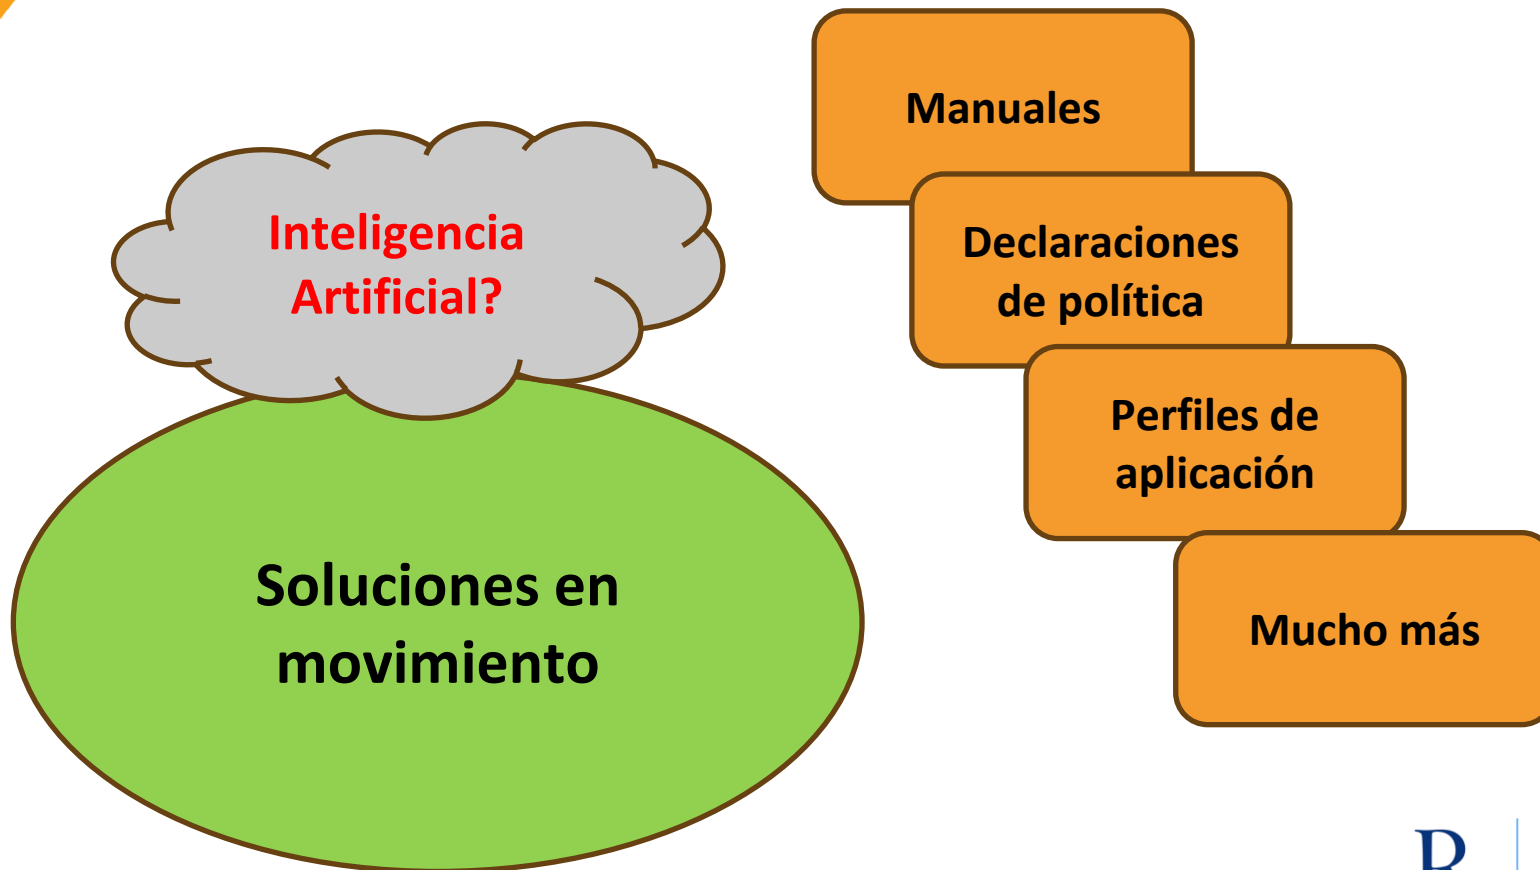 Manuales
Inteligencia
Artificial?
Declaraciones
de política
Perfiles de
aplicación
Soluciones en
movimiento
Mucho más
R